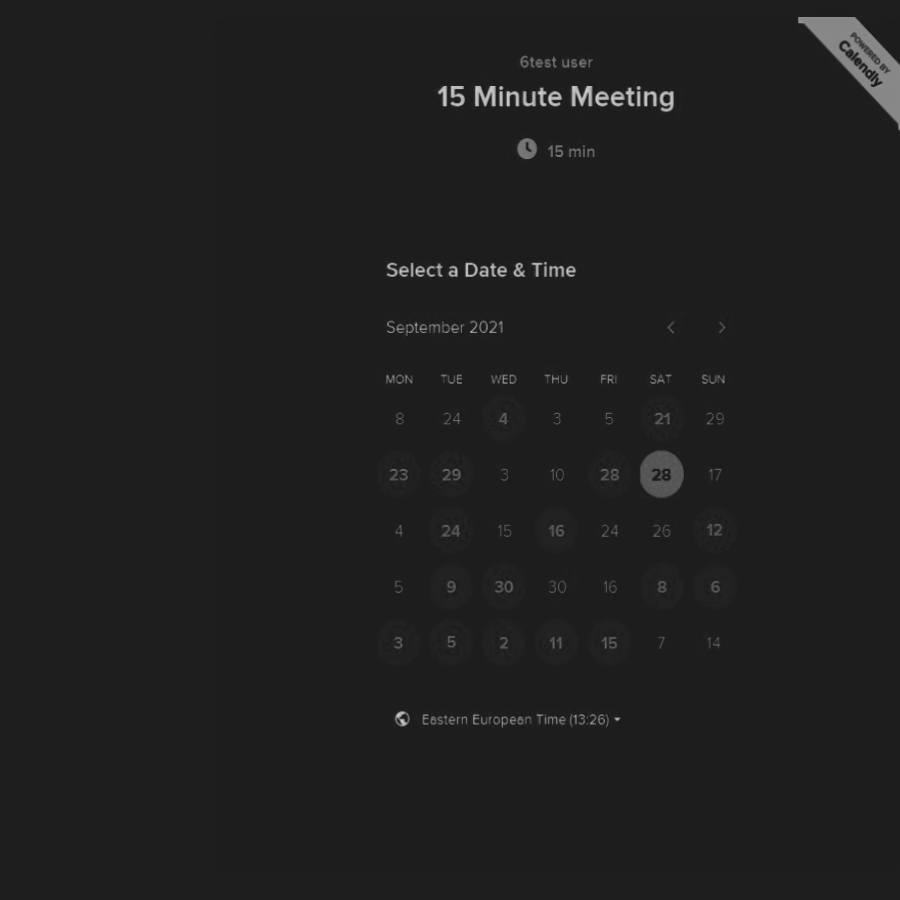 POWERED BY
Calendly
6test user
15 Minute Meeting
15 min
Select a Date & Time
September 2021
MON TUE WED THU FRI SAT SUN
8 24 4 3 5 21 29
23 29 3 10 28 28 17
4 24 15 16 24 26 12
5 9 30 30 16 8 6
3 5 2 11 15 7 14
Eastern European Time (13:26)